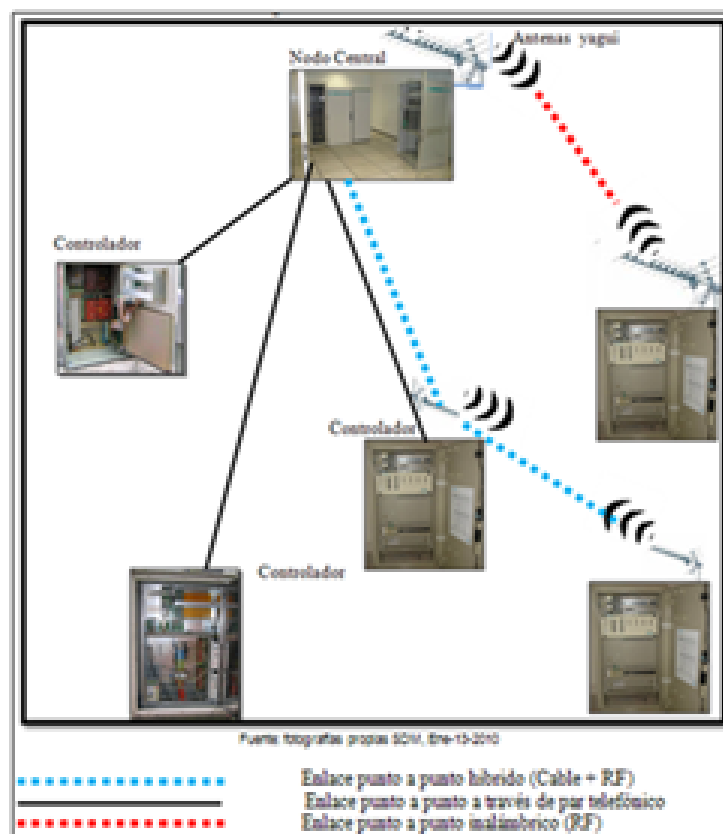 Antenas yagui
Nodo Central
Controlador
Controlador
Controlador
Fuente fotografías propias SDM, Ene-13-2010
Enlace punto a punto híbrido (Cable + RF)
Enlace punto a punto a través de par telefónico
Enlace punto a punto inalámbrico (RF)